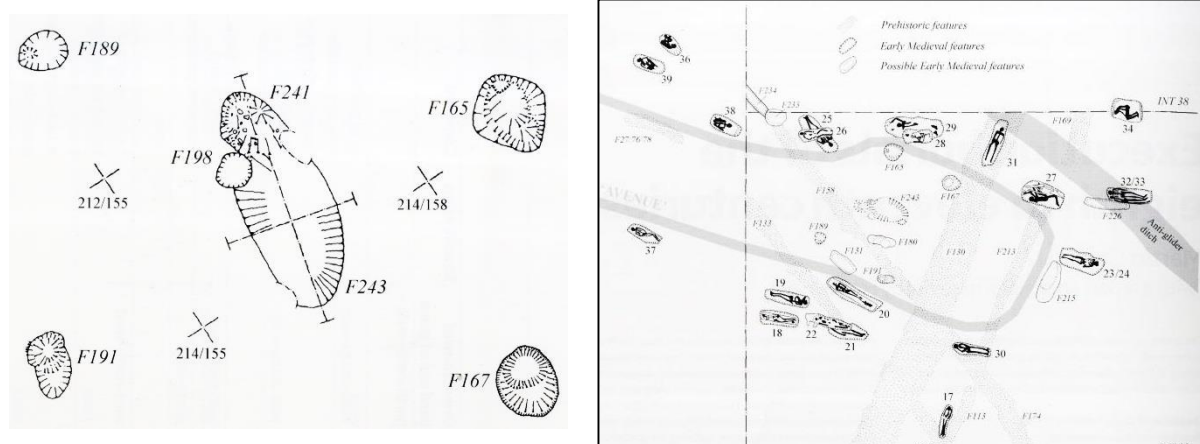 F189
F241
F165
F198
212/155
214/158
F243
214/155
F191
F167
Prehistoric features
Early Medieval features
Possible Early Medieval features
36
39
F234
F233
INT 38
38
25
26
29
28
F169
34
31
F165
27
32/33
F167
F158
F243
F226
AVENUE
F133
F189
F180
Anti-glider
ditch
37
F131
F130
F213
23/24
F191
F215
19
20
18
22
21
30
17
F113
F174